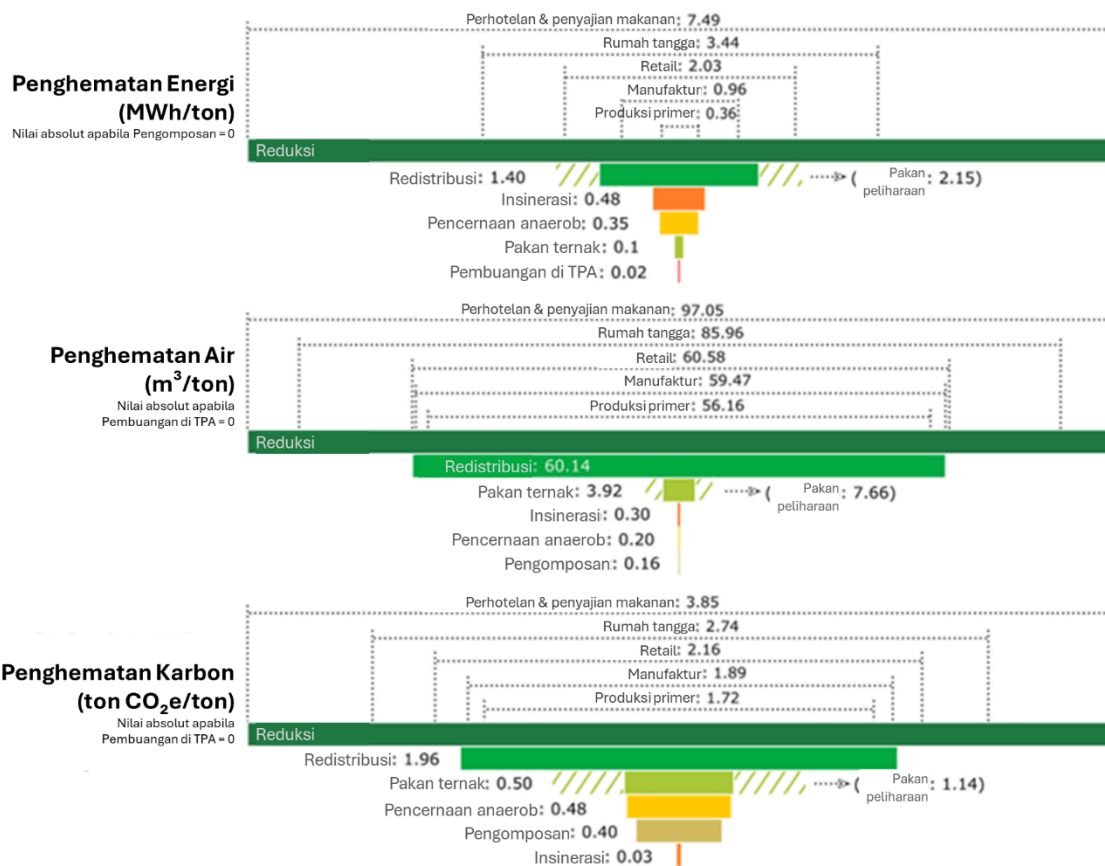 Perhotelan & penyajian makanan: 7.49
Rumah tangga: 3.44
Retail: 2.03
Manufaktur: 0.96
Produksi primer: 0.36
Penghematan Energi
(MWh/ton)
Nilai absolut apabila Pengomposan = 0
Reduksi
Redistribusi: 1.40
( Pakan peliharaan : 2.15)
Insinerasi: 0.48
Pencernaan anaerob: 0.35
Pakan ternak: 0.1
Pembuangan di TPA: 0.02
Perhotelan & penyajian makanan: 97.05
Rumah tangga: 85.96
Retail: 60.58
Manufaktur: 59.47
Produksi primer: 56.16
Penghematan Air
(m³/ton)
Nilai absolut apabila
Pembuangan di TPA = 0
Reduksi
Redistribusi: 60.14
Pakan ternak: 3.92
( Pakan peliharaan : 7.66)
Insinerasi: 0.30
Pencernaan anaerob: 0.20
Pengomposan: 0.16
Perhotelan & penyajian makanan: 3.85
Rumah tangga: 2.74
Retail: 2.16
Manufaktur: 1.89
Produksi primer: 1.72
Penghematan Karbon
(ton CO₂e/ton)
Nilai absolut apabila
Pembuangan di TPA = 0
Reduksi
Redistribusi: 1.96
Pakan ternak: 0.50
( Pakan peliharaan : 1.14)
Pencernaan anaerob: 0.48
Pengomposan: 0.40
Insinerasi: 0.03